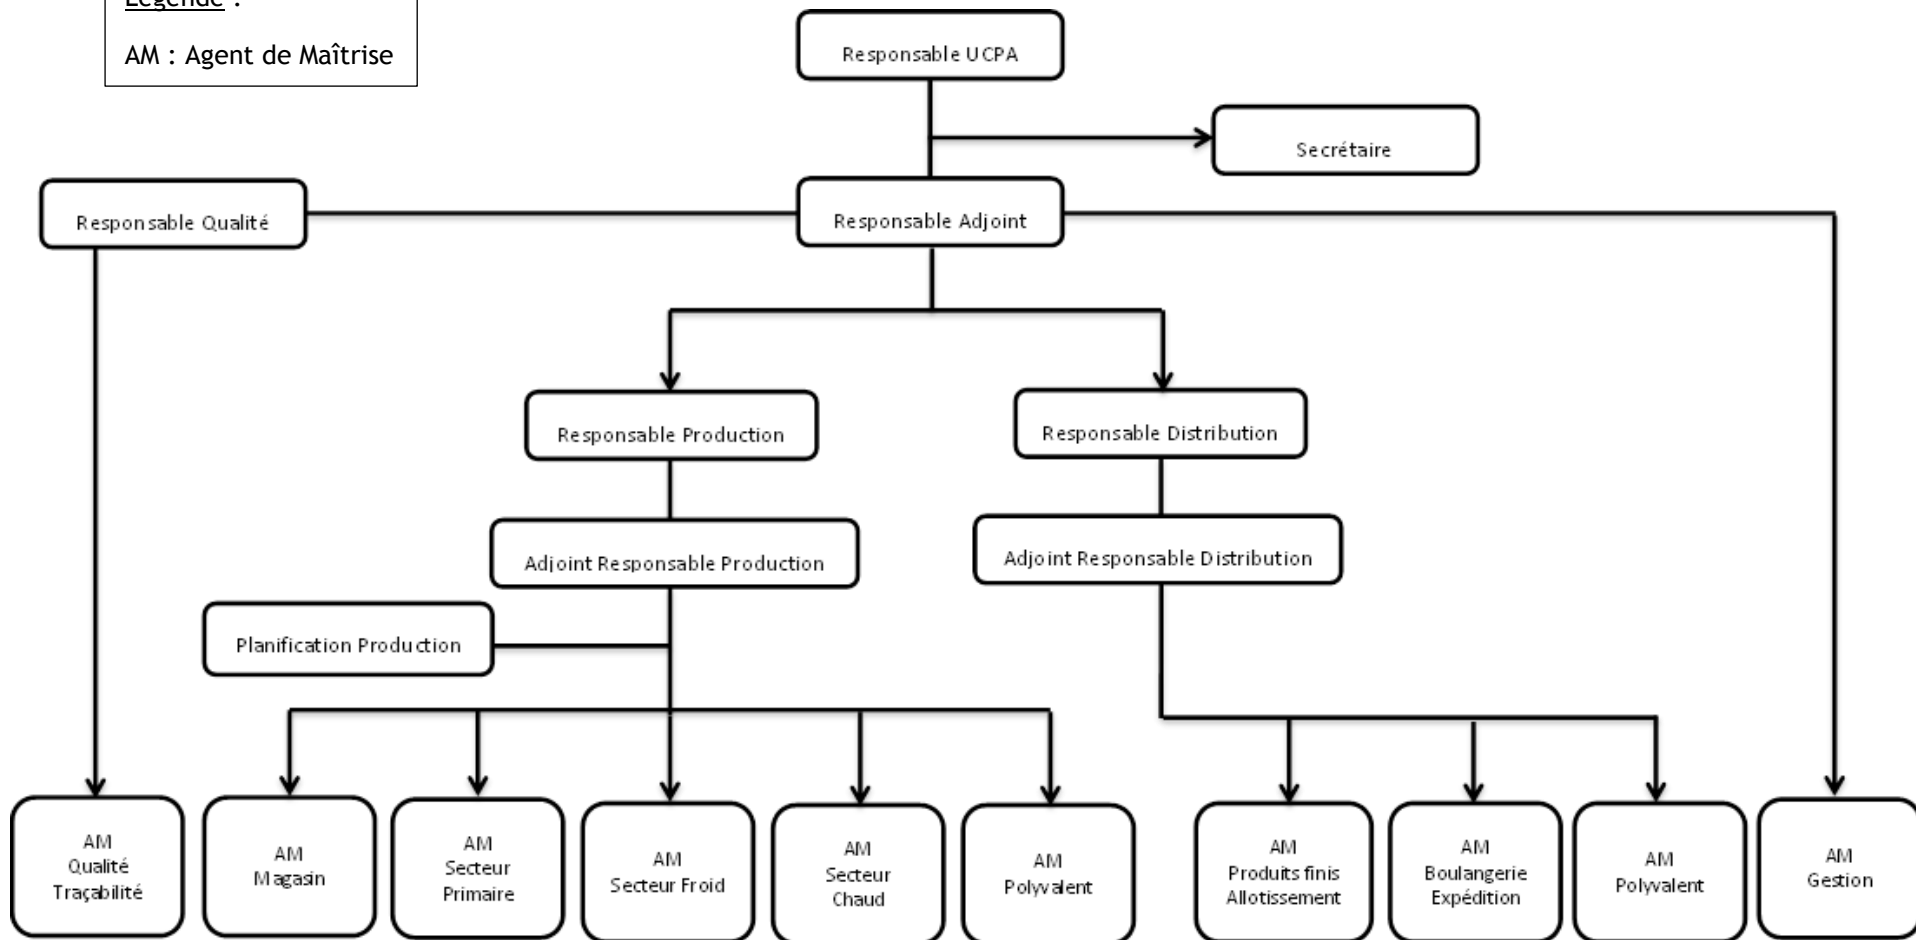 Légende :
AM : Agent de Maîtrise
Responsable UCPA
Secrétaire
Responsable Qualité
Responsable Adjoint
Responsable Production
Responsable Distribution
Adjoint Responsable Production
Adjoint Responsable Distribution
Planification Production
AM
Qualité
Traçabilité
AM
Magasin
AM
Secteur
Primaire
AM
Secteur Froid
AM
Secteur
Chaud
AM
Polyvalent
AM
Produits finis
Allotissement
AM
Boulangerie
Expédition
AM
Polyvalent
AM
Gestion